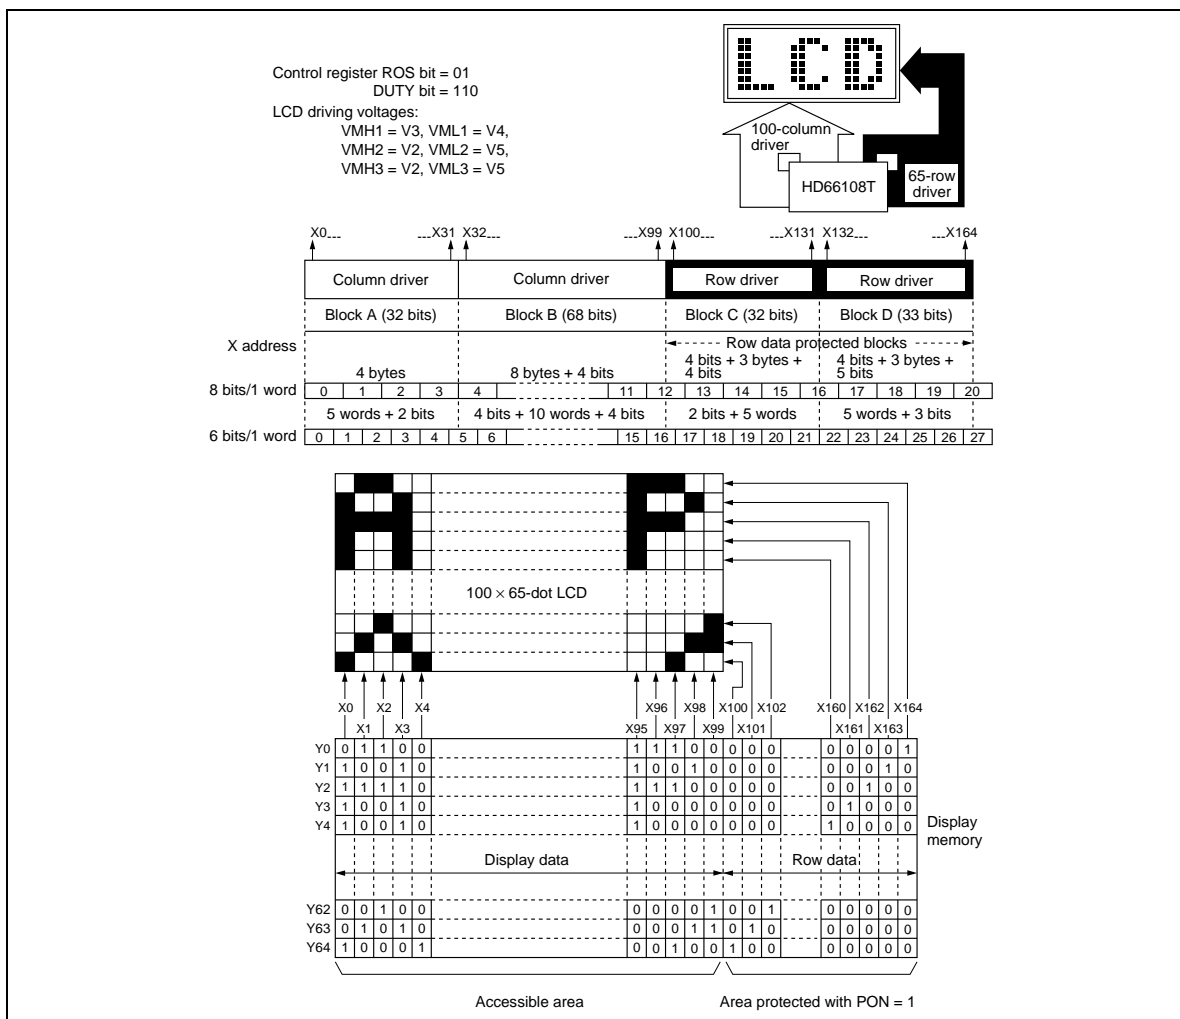 Control register ROS bit = 01
DUTY bit = 110
LCD driving voltages:
VMH1 = V3, VML1 = V4,
VMH2 = V2, VML2 = V5,
VMH3 = V2, VML3 = V5
LCD
100-column
driver
HD66108T
65-row
driver
X0--- ---X31 X32--- ---X99 X100--- ---X131 X132--- ---X164
Column driver Column driver Row driver Row driver
Block A (32 bits) Block B (68 bits) Block C (32 bits) Block D (33 bits)
X address
Row data protected blocks
4 bytes 8 bytes + 4 bits 4 bits + 3 bytes + 4 bits 4 bits + 3 bytes + 5 bits
8 bits/1 word 0 1 2 3 4 11 12 13 14 15 16 17 18 19 20
5 words + 2 bits 4 bits + 10 words + 4 bits 2 bits + 5 words 5 words + 3 bits
6 bits/1 word 0 1 2 3 4 5 6 15 16 17 18 19 20 21 22 23 24 25 26 27
100 × 65-dot LCD
X0 X2 X4 X96 X98 X100 X102 X160 X162 X164
X1 X3 X95 X97 X99 X101 X161 X163
Y0 0 1 1 0 0 1 1 1 0 0 0 0 0 0 0 0 0 1
Y1 1 0 0 1 0 1 0 0 1 0 0 0 0 0 0 0 1 0
Y2 1 1 1 1 0 1 1 1 0 0 0 0 0 0 0 1 0 0
Y3 1 0 0 1 0 1 0 0 0 0 0 0 0 0 1 0 0 0
Y4 1 0 0 1 0 1 0 0 0 0 0 0 0 1 0 0 0 0
Display
memory
Display data Row data
Y62 0 0 1 0 0 0 0 0 0 1 0 0 1 0 0 0 0 0
Y63 0 1 0 1 0 0 0 0 1 1 0 1 0 0 0 0 0 0
Y64 1 0 0 0 1 0 0 1 0 0 1 0 0 0 0 0 0 0
Accessible area Area protected with PON = 1